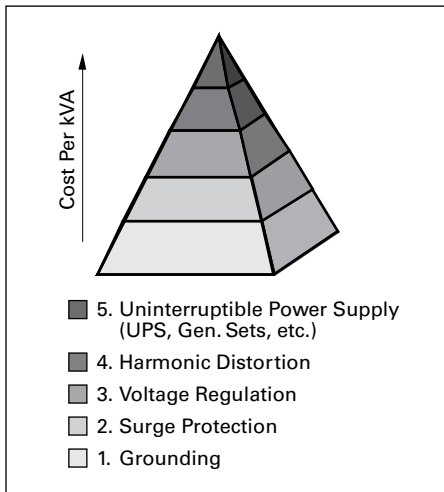 Cost Per kVA
5. Uninterruptible Power Supply
(UPS, Gen. Sets, etc.)
4. Harmonic Distortion
3. Voltage Regulation
2. Surge Protection
1. Grounding